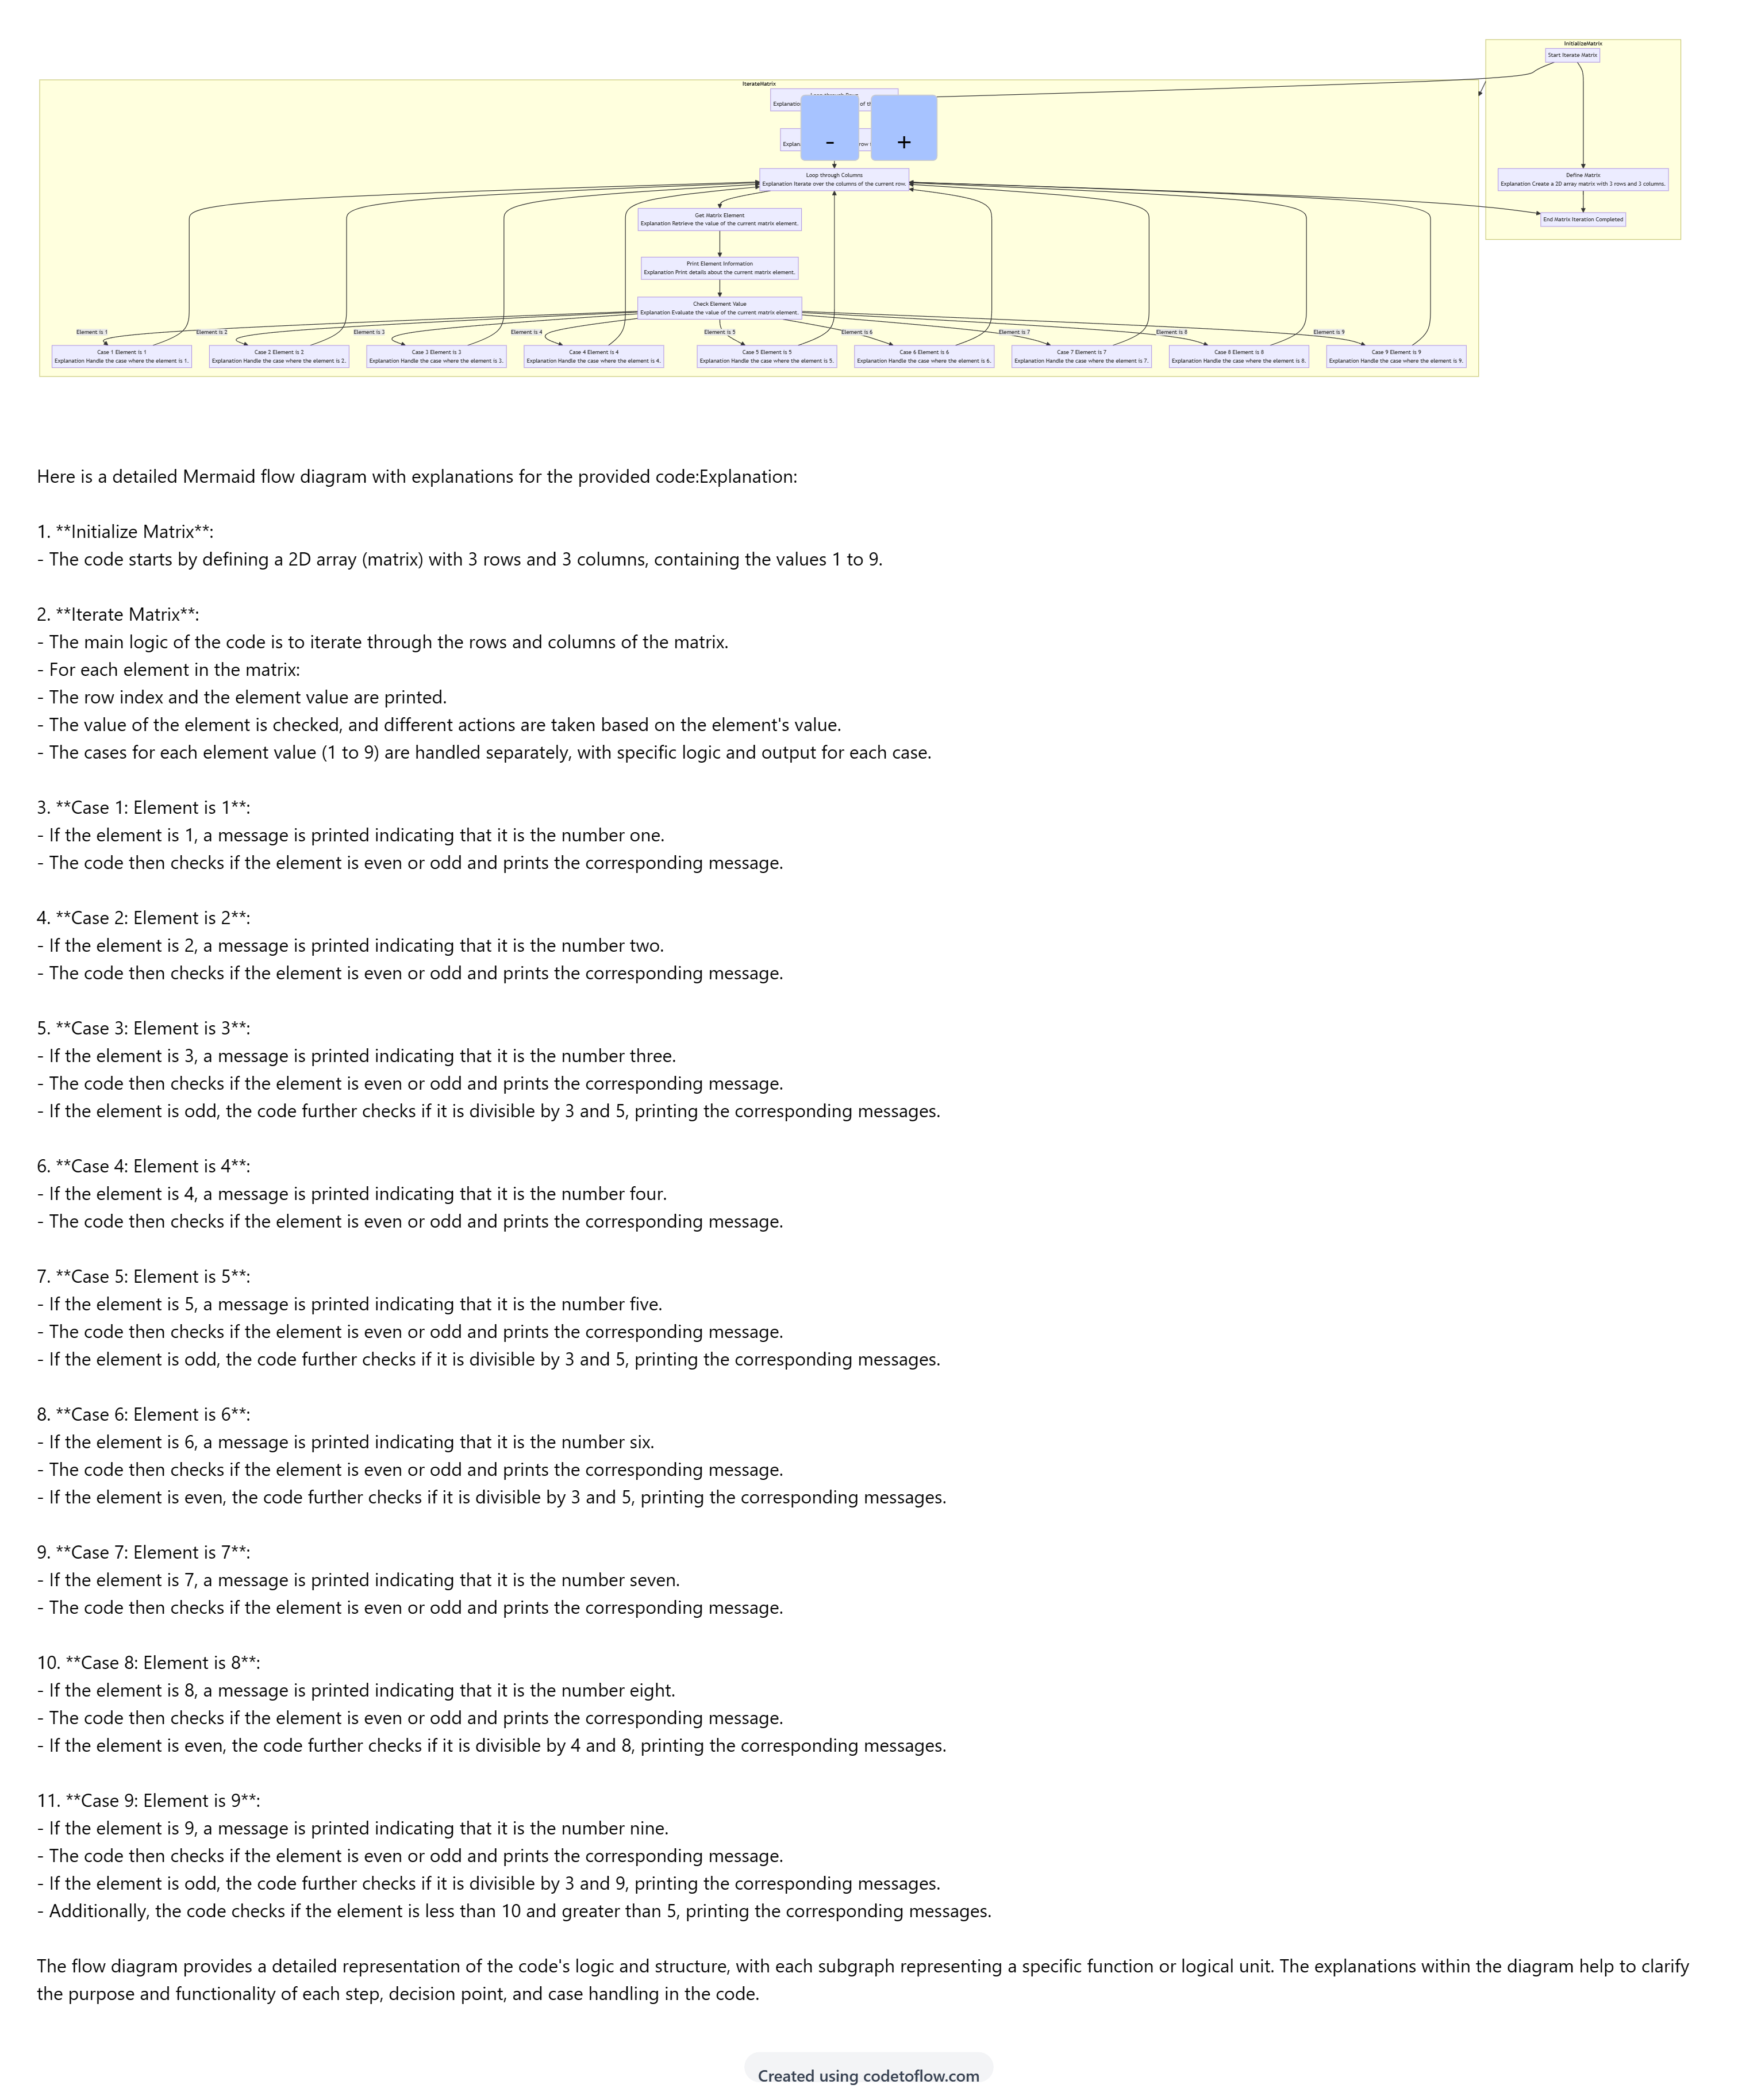 InitializeMatrix
Start Iterate Matrix
IterateMatrix
Explanation of
-
+
Explan row
Loop through Columns
Explanation Iterate over the columns of the current row.
Define Matrix
Explanation Create a 2D array matrix with 3 rows and 3 columns.
Get Matrix Element
Explanation Retrieve the value of the current matrix element.
End Matrix Iteration Completed
Print Element Information
Explanation Print details about the current matrix element.
Check Element Value
Explanation Evaluate the value of the current matrix element.
Element is 1
Element is 2
Element is 3
Element is 4
Element is 5
Element is 6
Element is 7
Element is 8
Element is 9
Case 1 Element is 1
Explanation Handle the case where the element is 1.
Case 2 Element is 2
Explanation Handle the case where the element is 2.
Case 3 Element is 3
Explanation Handle the case where the element is 3.
Case 4 Element is 4
Explanation Handle the case where the element is 4.
Case 5 Element is 5
Explanation Handle the case where the element is 5.
Case 6 Element is 6
Explanation Handle the case where the element is 6.
Case 7 Element is 7
Explanation Handle the case where the element is 7.
Case 8 Element is 8
Explanation Handle the case where the element is 8.
Case 9 Element is 9
Explanation Handle the case where the element is 9.
Here is a detailed Mermaid flow diagram with explanations for the provided code:Explanation:
1. **Initialize Matrix**:
- The code starts by defining a 2D array (matrix) with 3 rows and 3 columns, containing the values 1 to 9.
2. **Iterate Matrix**:
- The main logic of the code is to iterate through the rows and columns of the matrix.
- For each element in the matrix:
- The row index and the element value are printed.
- The value of the element is checked, and different actions are taken based on the element's value.
- The cases for each element value (1 to 9) are handled separately, with specific logic and output for each case.
3. **Case 1: Element is 1**:
- If the element is 1, a message is printed indicating that it is the number one.
- The code then checks if the element is even or odd and prints the corresponding message.
4. **Case 2: Element is 2**:
- If the element is 2, a message is printed indicating that it is the number two.
- The code then checks if the element is even or odd and prints the corresponding message.
5. **Case 3: Element is 3**:
- If the element is 3, a message is printed indicating that it is the number three.
- The code then checks if the element is even or odd and prints the corresponding message.
- If the element is odd, the code further checks if it is divisible by 3 and 5, printing the corresponding messages.
6. **Case 4: Element is 4**:
- If the element is 4, a message is printed indicating that it is the number four.
- The code then checks if the element is even or odd and prints the corresponding message.
7. **Case 5: Element is 5**:
- If the element is 5, a message is printed indicating that it is the number five.
- The code then checks if the element is even or odd and prints the corresponding message.
- If the element is odd, the code further checks if it is divisible by 3 and 5, printing the corresponding messages.
8. **Case 6: Element is 6**:
- If the element is 6, a message is printed indicating that it is the number six.
- The code then checks if the element is even or odd and prints the corresponding message.
- If the element is even, the code further checks if it is divisible by 3 and 5, printing the corresponding messages.
9. **Case 7: Element is 7**:
- If the element is 7, a message is printed indicating that it is the number seven.
- The code then checks if the element is even or odd and prints the corresponding message.
10. **Case 8: Element is 8**:
- If the element is 8, a message is printed indicating that it is the number eight.
- The code then checks if the element is even or odd and prints the corresponding message.
- If the element is even, the code further checks if it is divisible by 4 and 8, printing the corresponding messages.
11. **Case 9: Element is 9**:
- If the element is 9, a message is printed indicating that it is the number nine.
- The code then checks if the element is even or odd and prints the corresponding message.
- If the element is odd, the code further checks if it is divisible by 3 and 9, printing the corresponding messages.
- Additionally, the code checks if the element is less than 10 and greater than 5, printing the corresponding messages.
The flow diagram provides a detailed representation of the code's logic and structure, with each subgraph representing a specific function or logical unit. The explanations within the diagram help to clarify
the purpose and functionality of each step, decision point, and case handling in the code.
Created using codetoflow.com